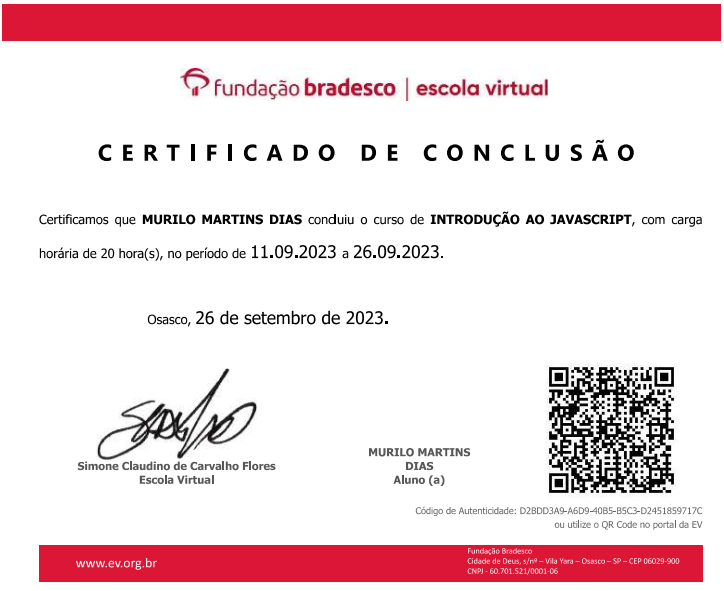 fundação bradesco | escola virtual
CERTIFICADO DE CONCLUSÃO
Certificamos que MURILO MARTINS DIAS concluiu o curso de INTRODUÇÃO AO JAVASCRIPT, com carga
horária de 20 hora(s), no período de 11.09.2023 a 26.09.2023.
Osasco, 26 de setembro de 2023.
Simone Claudino de Carvalho Flores
Escola Virtual
MURILO MARTINS
DIAS
Aluno (a)
Código de Autenticidade: D2BDD3A9-A6D9-40B5-B5C3-D2451859717C
ou utilize o QR Code no portal da EV
www.ev.org.br
Fundação Bradesco
Cidade de Deus, s/nº – Vila Yara – Osasco – SP – CEP 06029-900
CNPJ - 60.701.521/0001-06